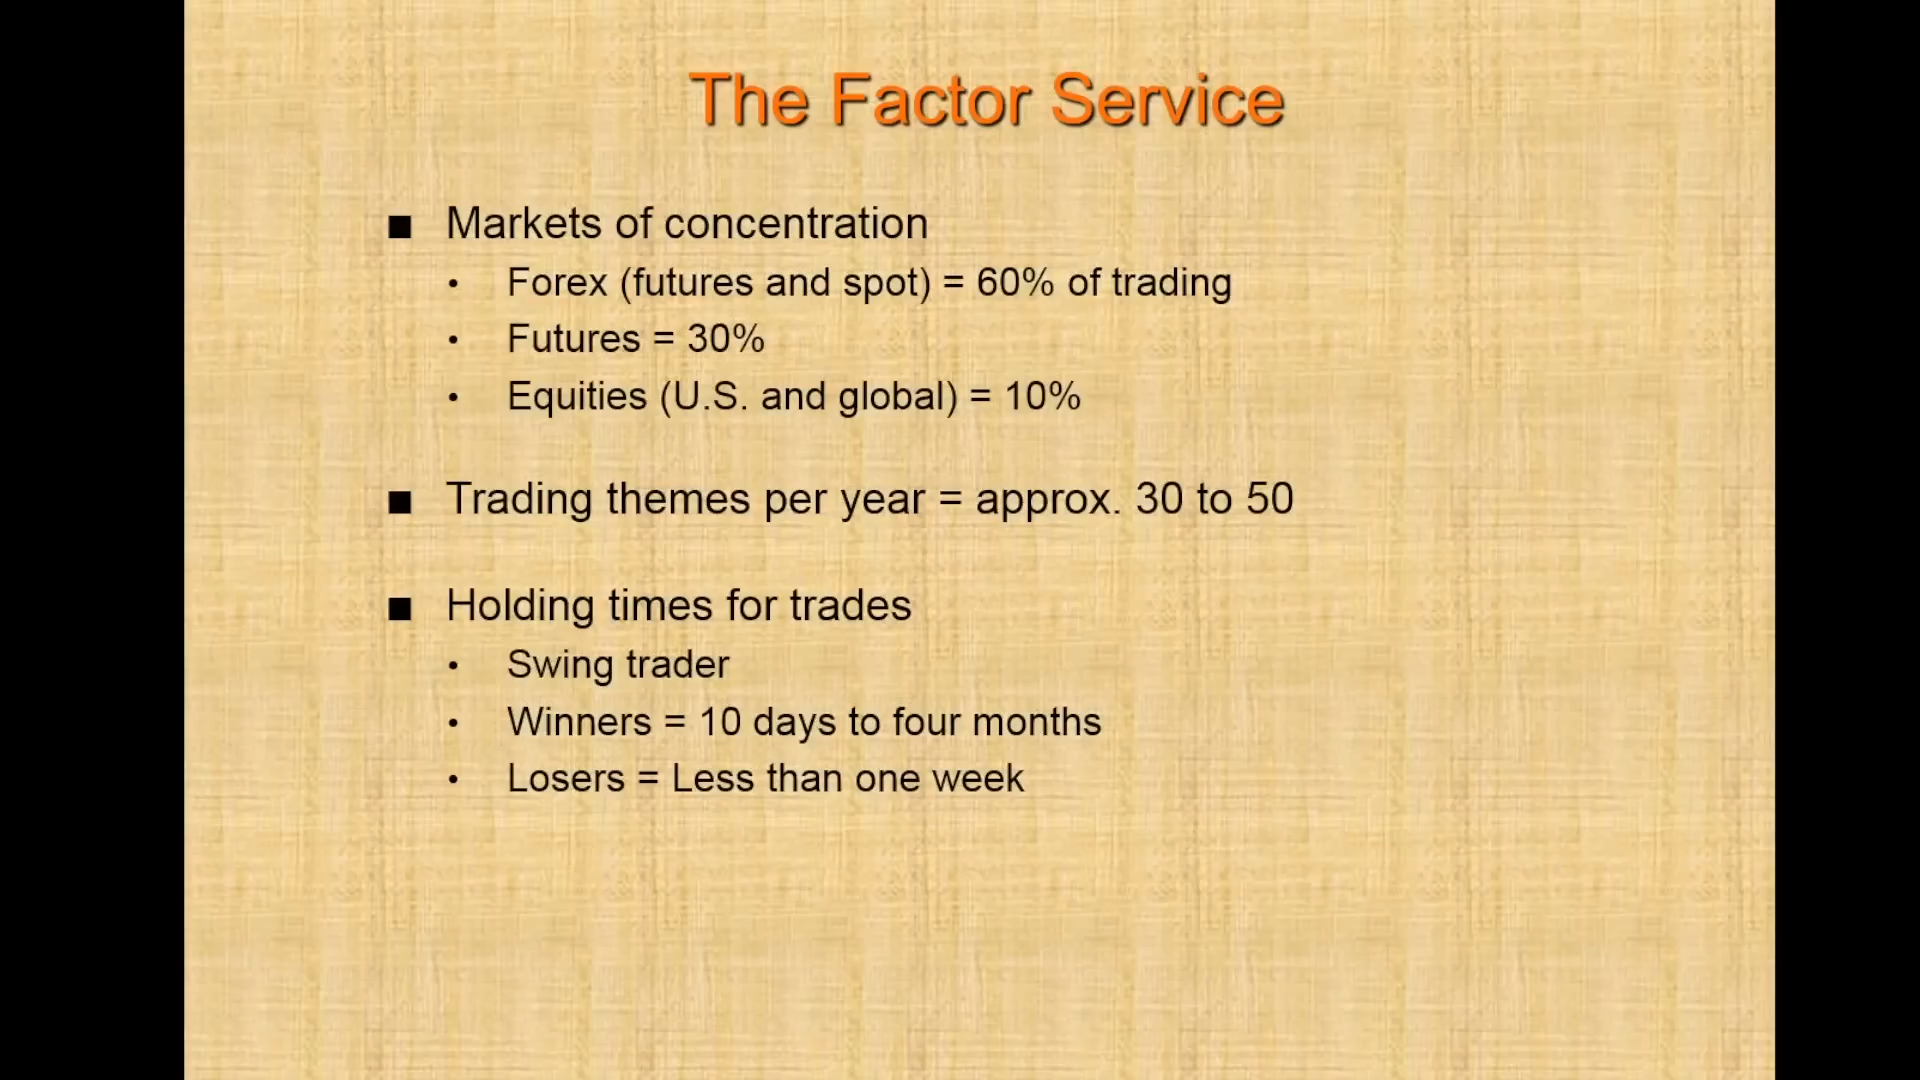 The Factor Service
■ Markets of concentration
• Forex (futures and spot) = 60% of trading
• Futures = 30%
• Equities (U.S. and global) = 10%
■ Trading themes per year = approx. 30 to 50
■ Holding times for trades
• Swing trader
• Winners = 10 days to four months
• Losers = Less than one week